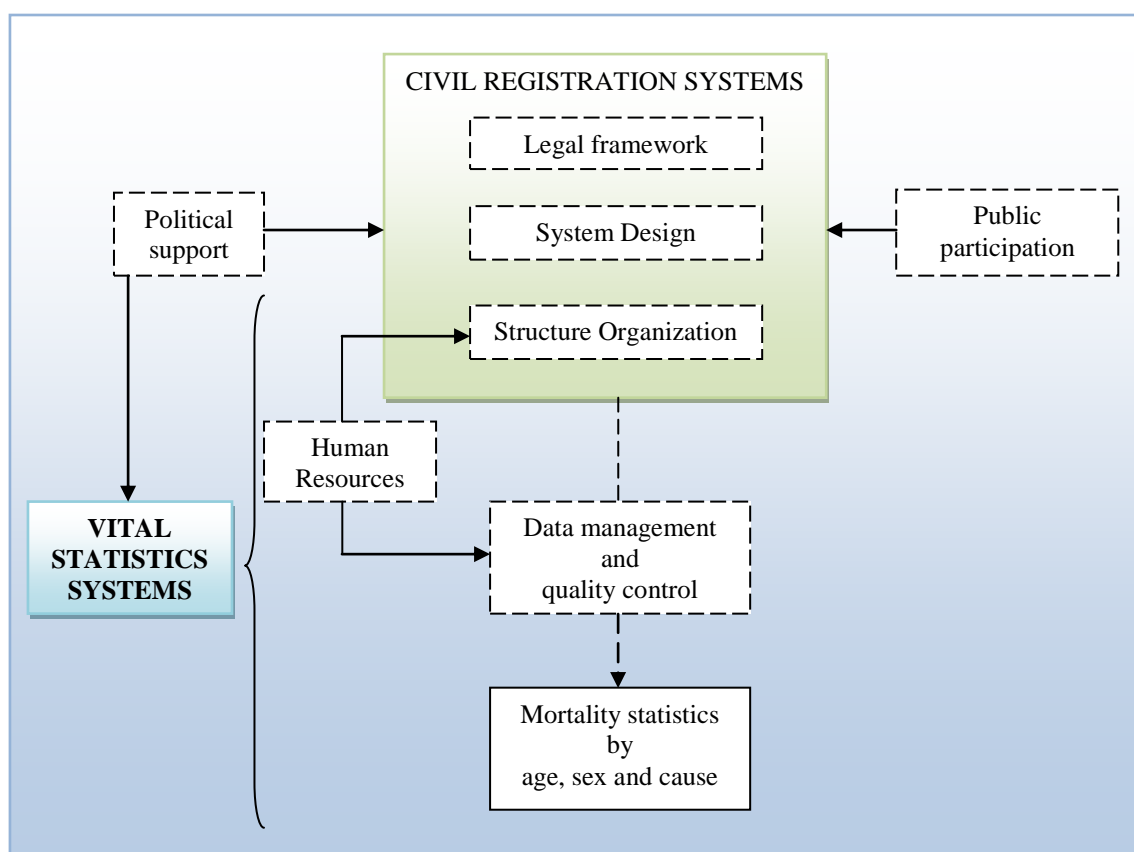 CIVIL REGISTRATION SYSTEMS
Legal framework
Political
support
System Design
Public
participation
Structure Organization
Human
Resources
VITAL
STATISTICS
SYSTEMS
Data management
and
quality control
Mortality statistics
by
age, sex and cause